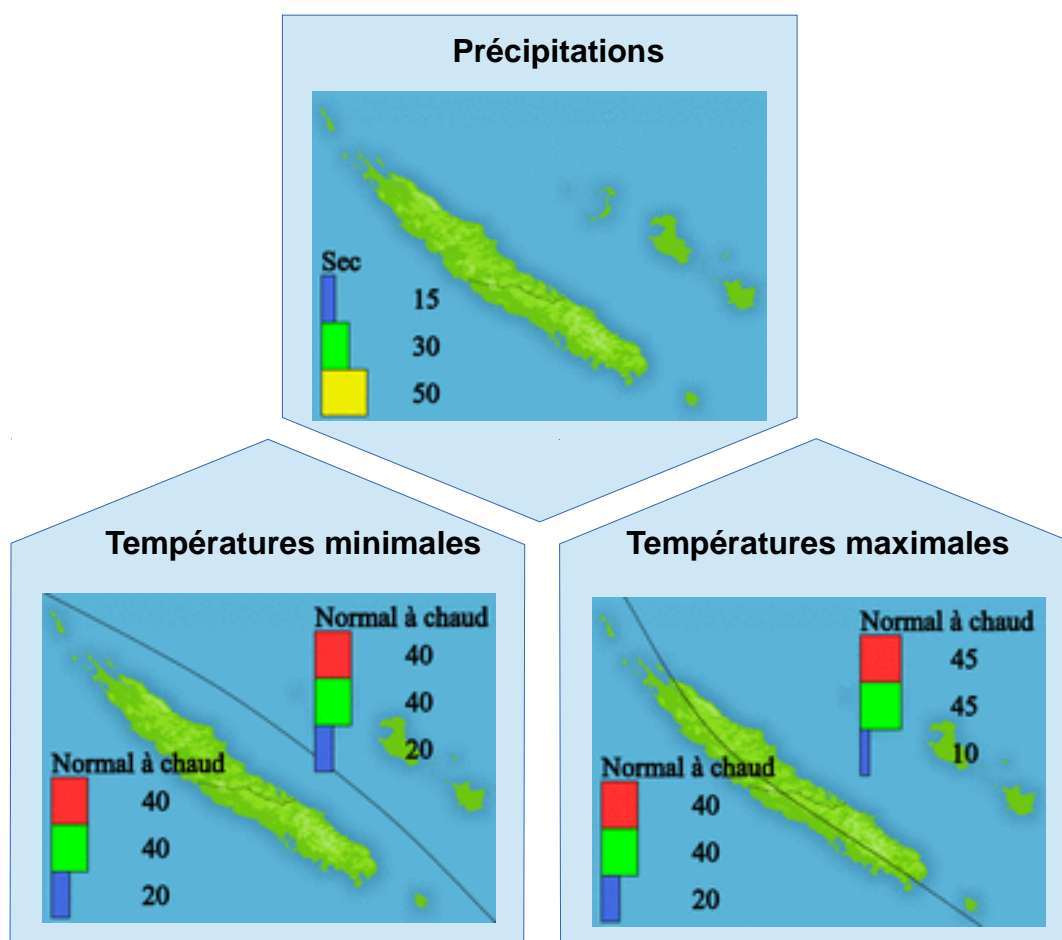 Précipitations
Sec
15
30
50
Températures minimales
Normal à chaud
40
40
20
Normal à chaud
40
40
20
Températures maximales
Normal à chaud
45
45
10
Normal à chaud
40
40
20